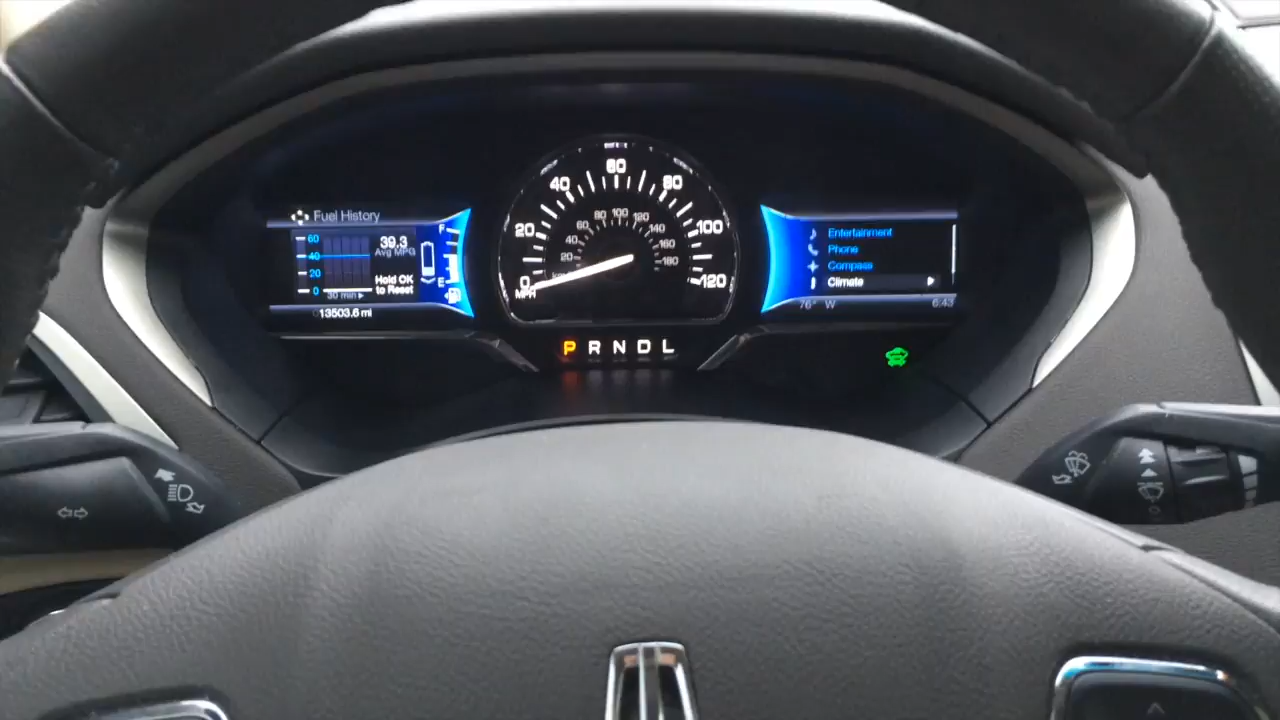 Fuel History
60
40
20
0
39.3
Avg MPG
Hold OK
to Reset
30 min
13503.6 mi
F
E
0 20 40 60 80 100 120
MPH
20 40 60 80 100 120 140 160 180
P R N D L
Entertainment
Phone
Compass
Climate
76° W 6:43